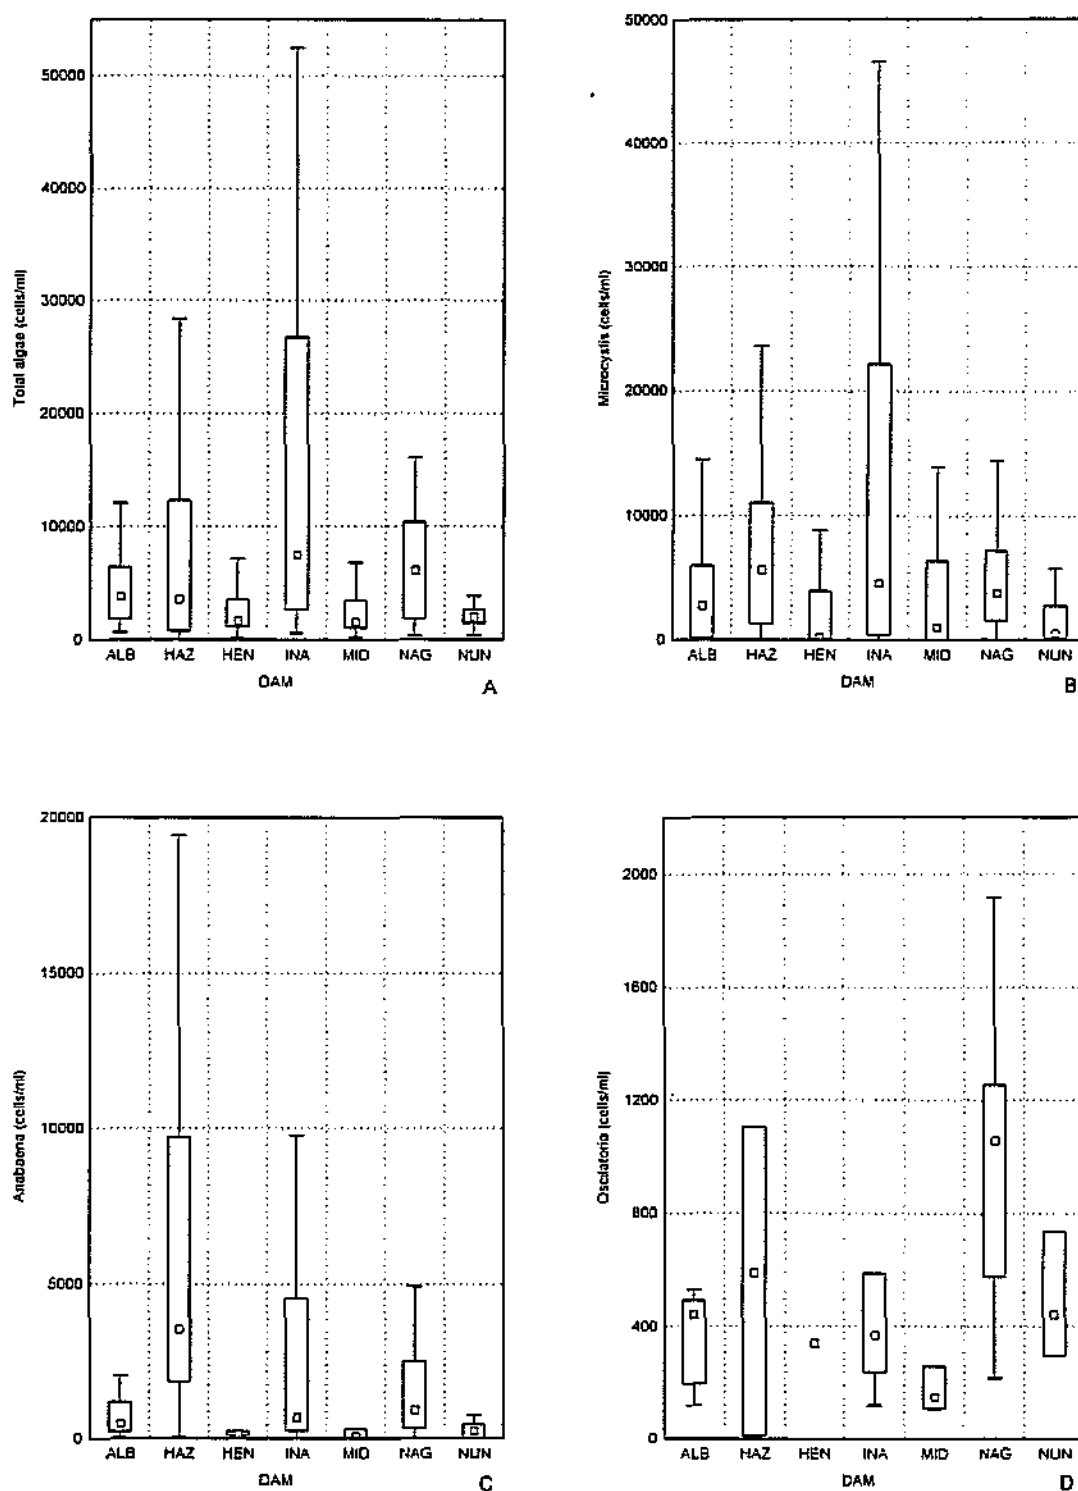 50000
40000
30000
20000
10000
0
Total algae (cells/ml)
ALB HAZ HEN INA MID NAG NUN
DAM
A
50000
40000
30000
20000
10000
0
Microcystis (cells/ml)
ALB HAZ HEN INA MID NAG NUN
DAM
B
20000
15000
10000
5000
0
Anabaena (cells/ml)
ALB HAZ HEN INA MID NAG NUN
DAM
C
2000
1600
1200
800
400
0
Oscilatoria (cells/ml)
ALB HAZ HEN INA MID NAG NUN
DAM
D